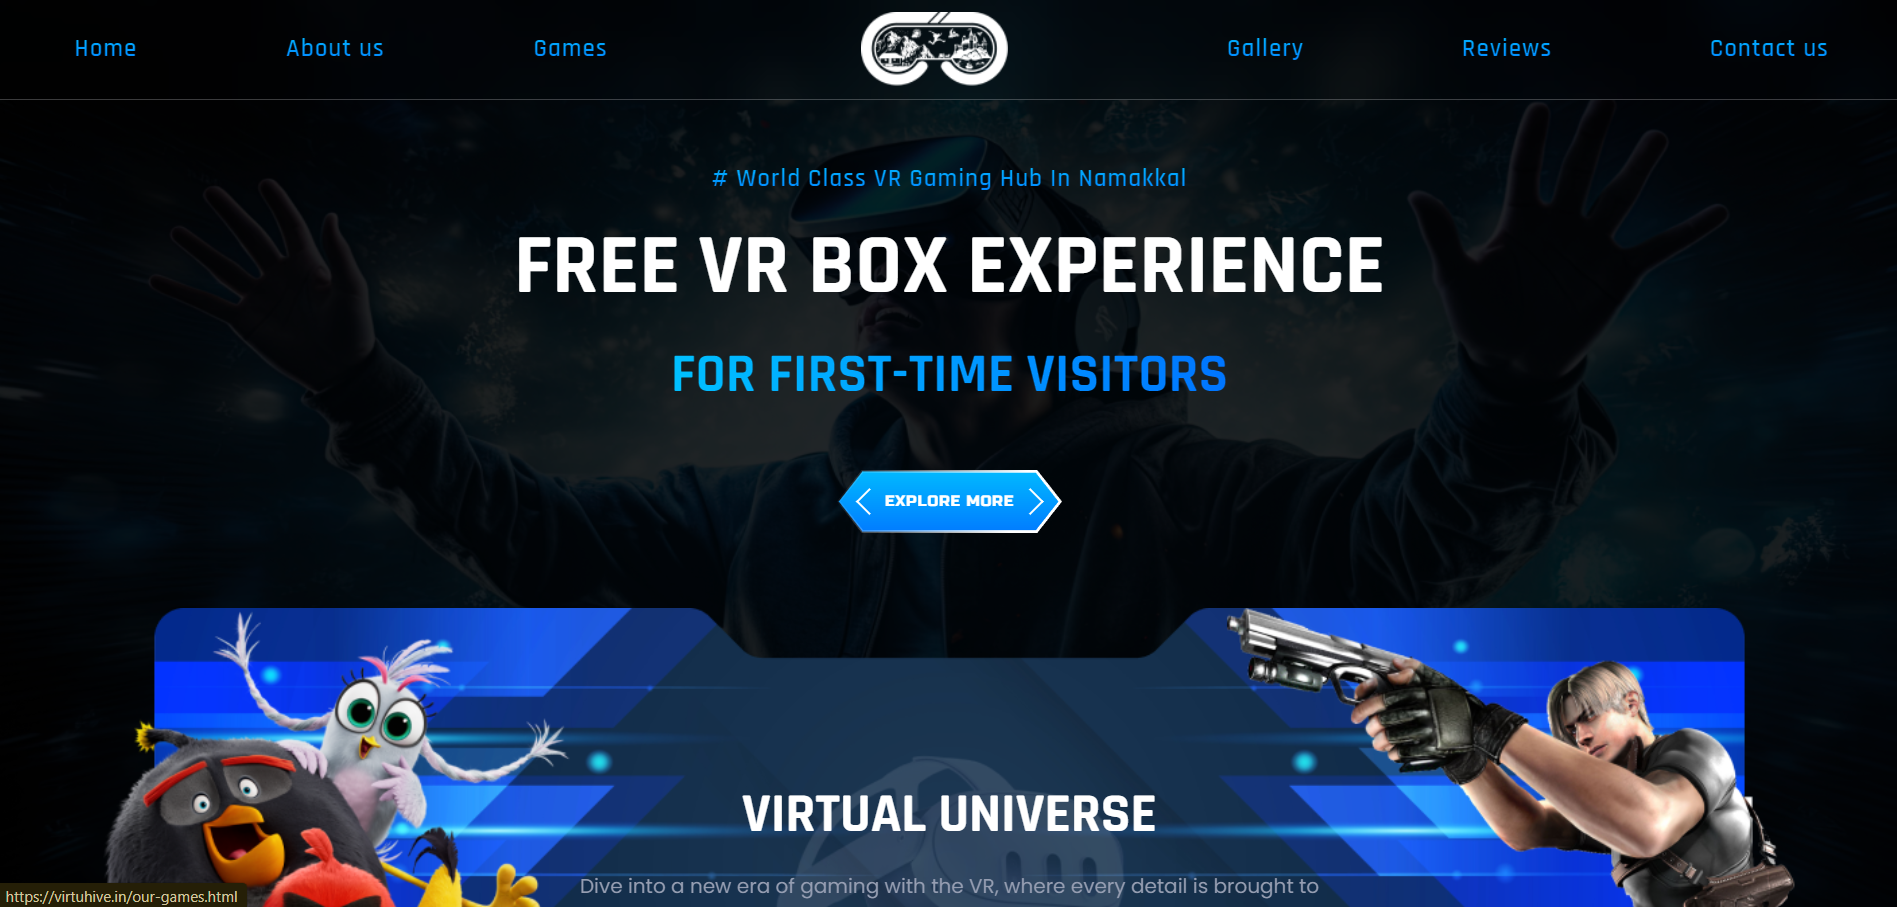 Home
About us
Games
Gallery
Reviews
Contact us
# World Class VR Gaming Hub In Namakkal
FREE VR BOX EXPERIENCE
FOR FIRST-TIME VISITORS
EXPLORE MORE
VIRTUAL UNIVERSE
Dive into a new era of gaming with the VR, where every detail is brought to
https://virtuhive.in/our-games.html